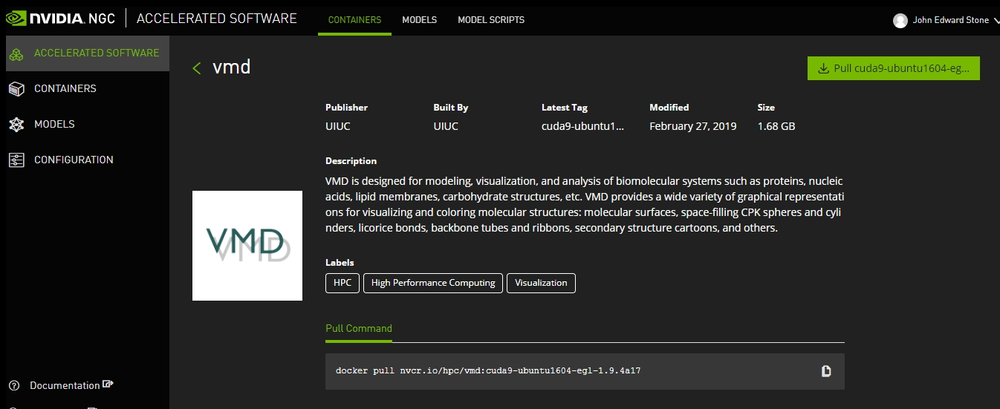 NVIDIA. NGC ACCELERATED SOFTWARE CONTAINERS MODELS MODEL SCRIPTS John Edward Stone
ACCELERATED SOFTWARE
CONTAINERS
MODELS
CONFIGURATION
Documentation
vmd
Pull cuda9-ubuntu1604-eg...
Publisher Built By Latest Tag Modified Size
UIUC UIUC cuda9-ubuntu1... February 27, 2019 1.68 GB
Description
VMD is designed for modeling, visualization, and analysis of biomolecular systems such as proteins, nucleic
acids, lipid membranes, carbohydrate structures, etc. VMD provides a wide variety of graphical representati
ons for visualizing and coloring molecular structures: molecular surfaces, space-filling CPK spheres and cyli
nders, licorice bonds, backbone tubes and ribbons, secondary structure cartoons, and others.
VMD
Labels
HPC High Performance Computing Visualization
Pull Command
docker pull nvcr.io/hpc/vmd:cuda9-ubuntu1604-egl-1.9.4a17